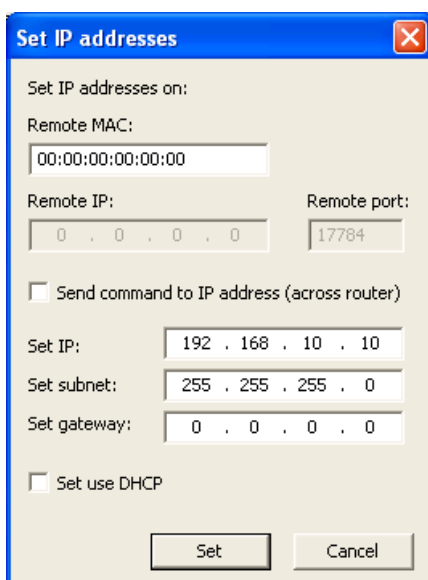 Set IP addresses
Set IP addresses on:
Remote MAC:
00:00:00:00:00:00
Remote IP: Remote port:
0 . 0 . 0 . 0 17784
Send command to IP address (across router)
Set IP: 192 . 168 . 10 . 10
Set subnet: 255 . 255 . 255 . 0
Set gateway: 0 . 0 . 0 . 0
Set use DHCP
Set Cancel